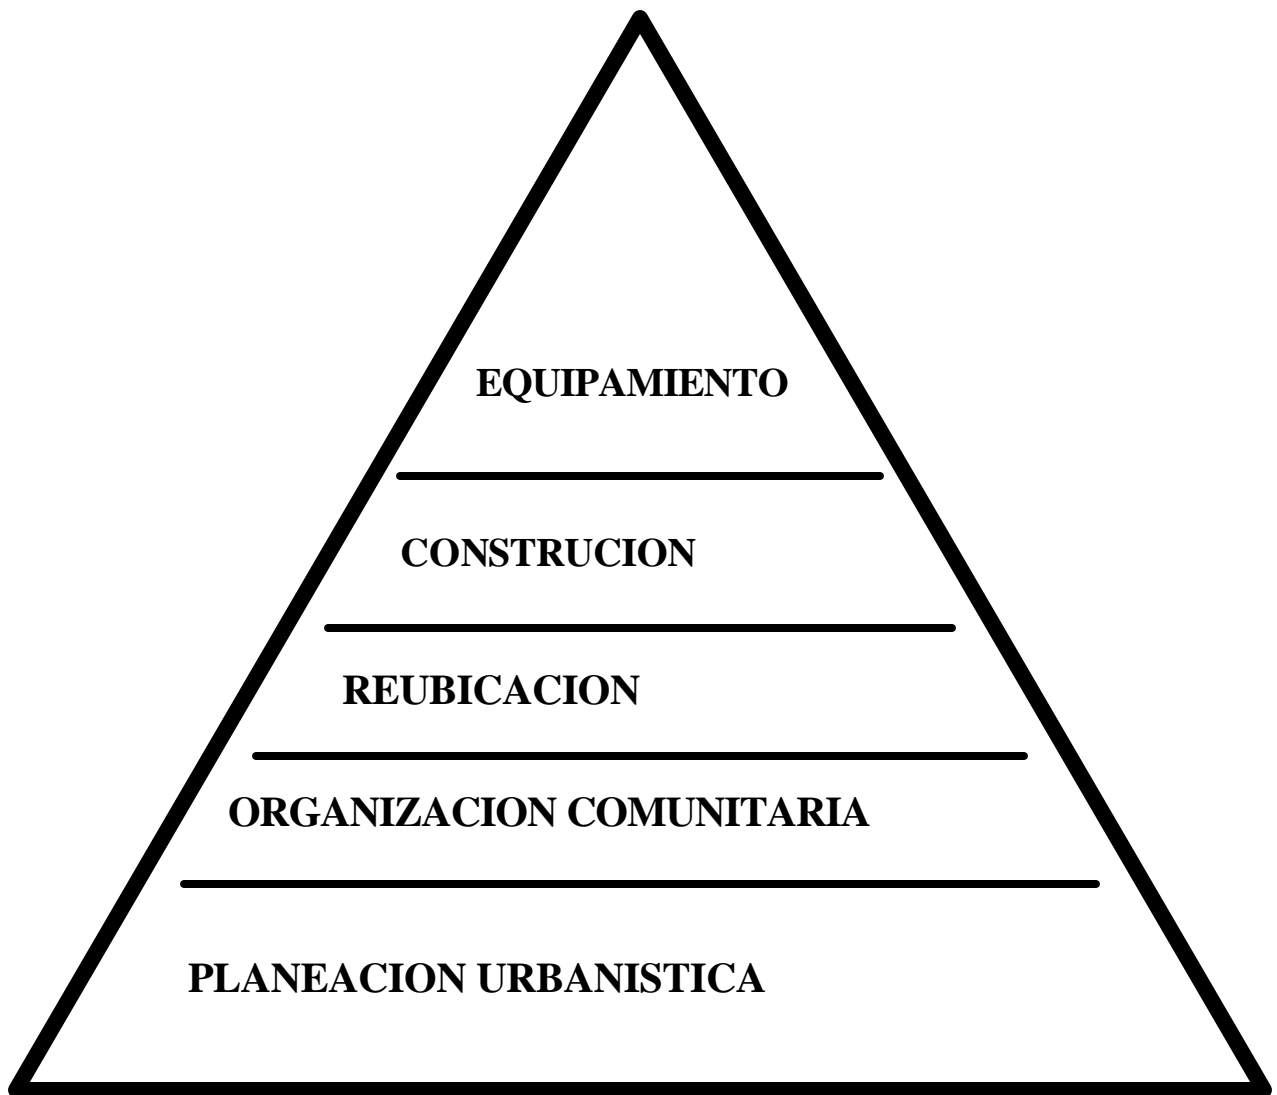 EQUIPAMIENTO
CONSTRUCION
REUBICACION
ORGANIZACION COMUNITARIA
PLANEACION URBANISTICA